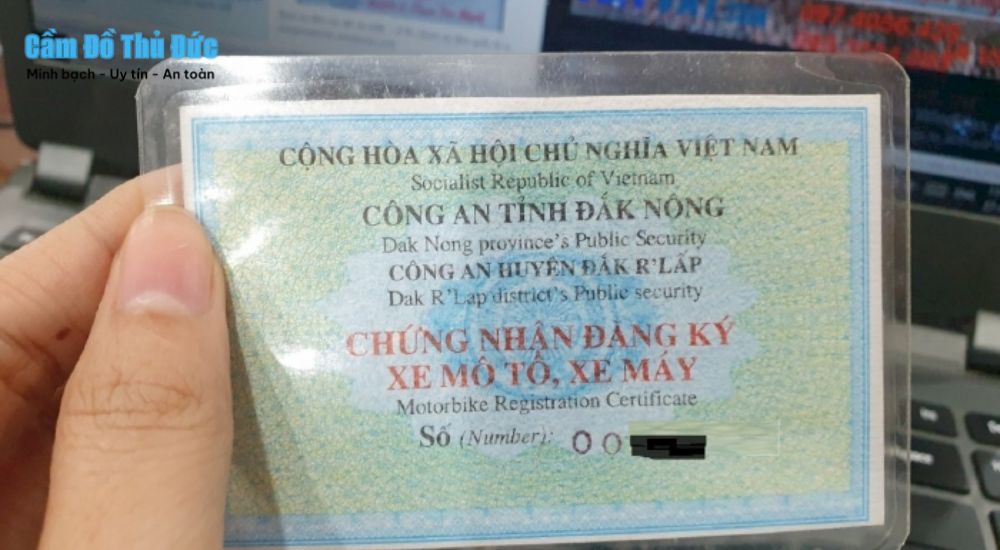 Cầm Đồ Thủ Đức
Minh bạch - Uy tín - An toàn
CỘNG HÒA XÃ HỘI CHỦ NGHĨA VIỆT NAM
Socialist Republic of Vietnam
CÔNG AN TỈNH ĐẮK NÔNG
Dak Nong province's Public Security
CÔNG AN HUYỆN ĐẮK R'LẤP
Dak R'Lap district's Public security
CHỨNG NHẬN ĐĂNG KÝ
XE MÔ TÔ, XE MÁY
Motorbike Registration Certificate
Số (Number): 00